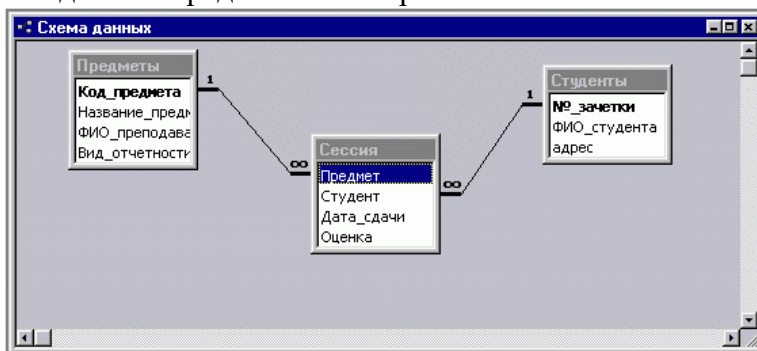 Схема данных
Предметы
Код_предмета
Название_предм
ФИО_преподава
Вид_отчетности
1
∞
Сессия
Предмет
Студент
Дата_сдачи
Оценка
∞
1
Студенты
№_зачетки
ФИО_студента
адрес